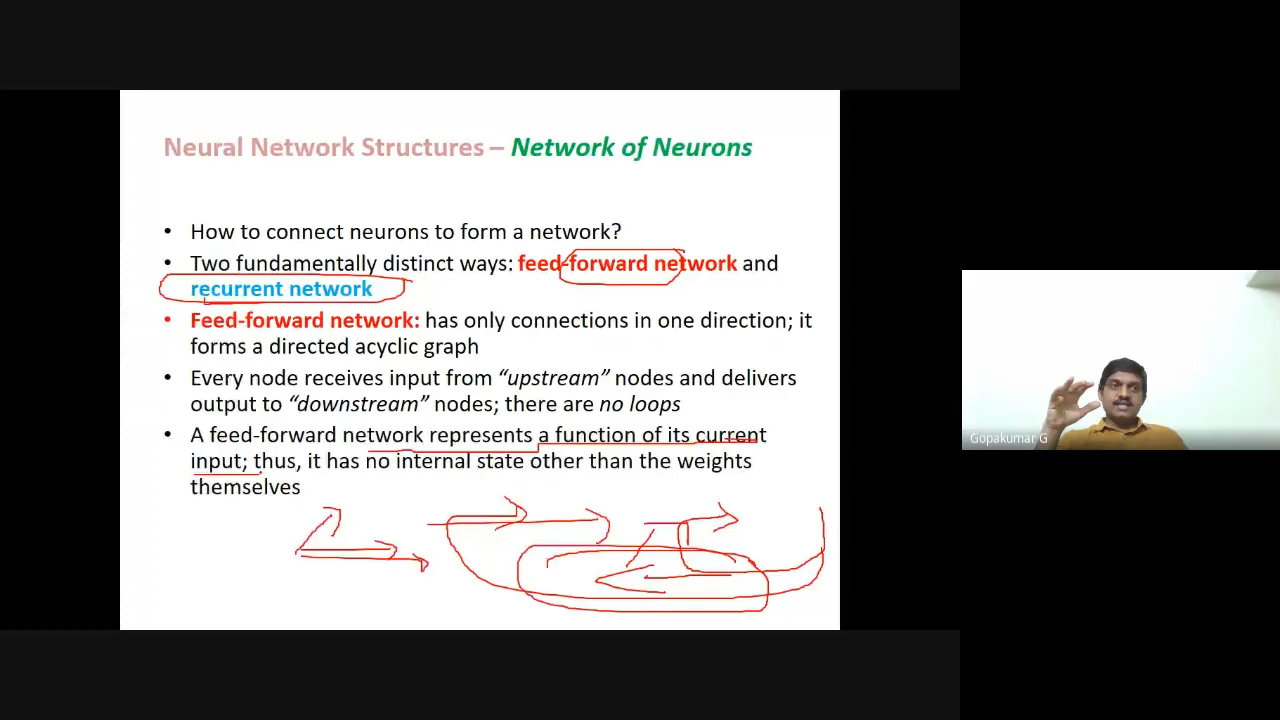 Neural Network Structures – Network of Neurons
• How to connect neurons to form a network?
• Two fundamentally distinct ways: feed-forward network and
recurrent network
• Feed-forward network: has only connections in one direction; it
forms a directed acyclic graph
• Every node receives input from “upstream” nodes and delivers
output to “downstream” nodes; there are no loops
• A feed-forward network represents a function of its current
input; thus, it has no internal state other than the weights
themselves
Gopakumar G